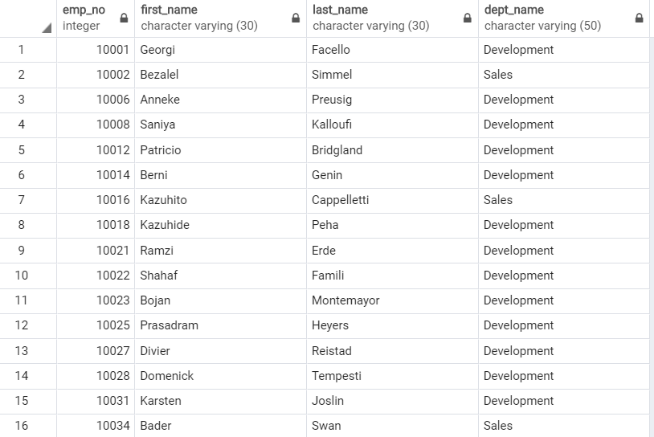 emp_no first_name last_name dept_name
integer character varying (30) character varying (30) character varying (50)
1 10001 Georgi Facello Development
2 10002 Bezalel Simmel Sales
3 10006 Anneke Preusig Development
4 10008 Saniya Kalloufi Development
5 10012 Patricio Bridgland Development
6 10014 Berni Genin Development
7 10016 Kazuhito Cappelletti Sales
8 10018 Kazuhide Peha Development
9 10021 Ramzi Erde Development
10 10022 Shahaf Famili Development
11 10023 Bojan Montemayor Development
12 10025 Prasadram Heyers Development
13 10027 Divier Reistad Development
14 10028 Domenick Tempesti Development
15 10031 Karsten Joslin Development
16 10034 Bader Swan Sales